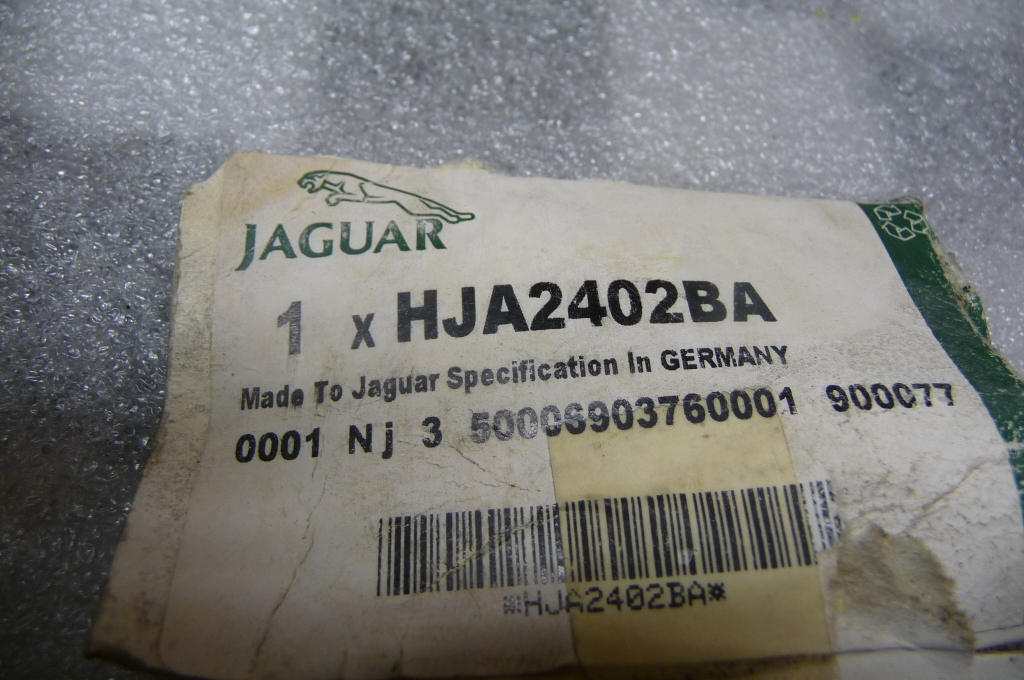 JAGUAR
1 x HJA2402BA
Made To Jaguar Specification In GERMANY
0001 Nj 3 50006903760001 900077
*HJA2402BA*